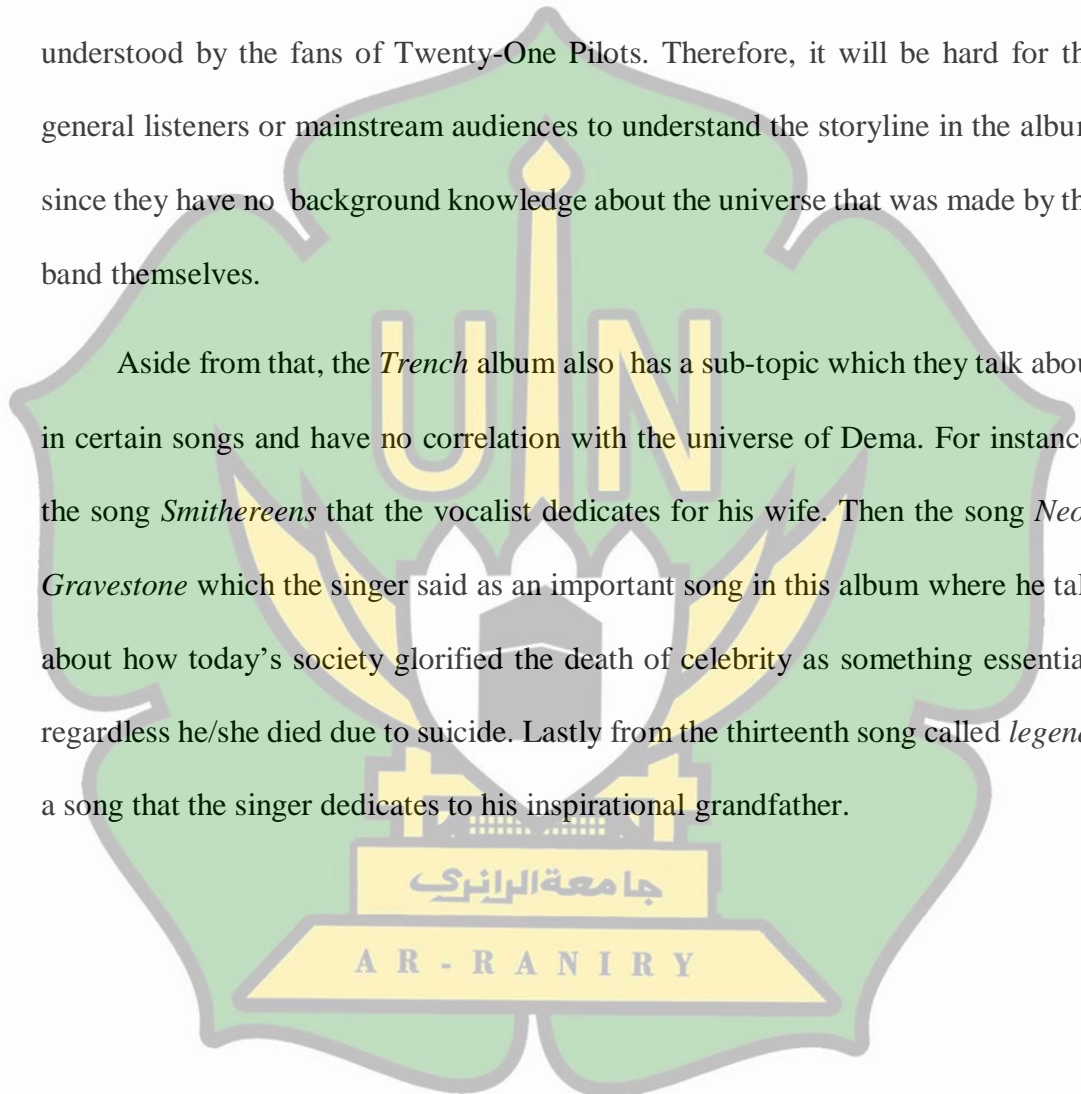 understood by the fans of Twenty-One Pilots. Therefore, it will be hard for th
general listeners or mainstream audiences to understand the storyline in the album
since they have no background knowledge about the universe that was made by th
band themselves.
Aside from that, the Trench album also has a sub-topic which they talk abou
in certain songs and have no correlation with the universe of Dema. For instance
the song Smithereens that the vocalist dedicates for his wife. Then the song Neo
Gravestone which the singer said as an important song in this album where he tal
about how today’s society glorified the death of celebrity as something essentia
regardless he/she died due to suicide. Lastly from the thirteenth song called legend
a song that the singer dedicates to his inspirational grandfather.
UIN
جامعةالرانري
AR-RANIRY